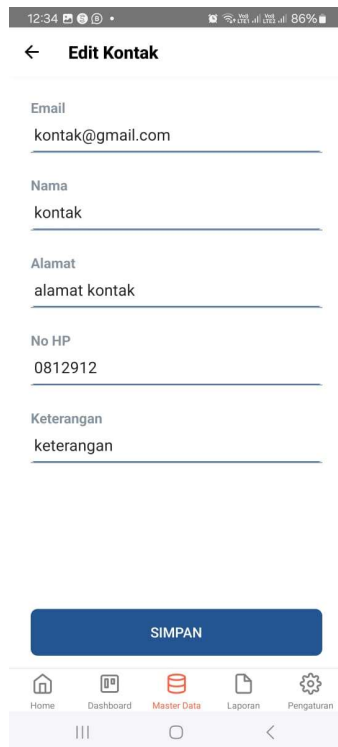 12:34 86%
Edit Kontak
Email
kontak@gmail.com
Nama
kontak
Alamat
alamat kontak
No HP
0812912
Keterangan
keterangan
SIMPAN
Home Dashboard Master Data Laporan Pengaturan